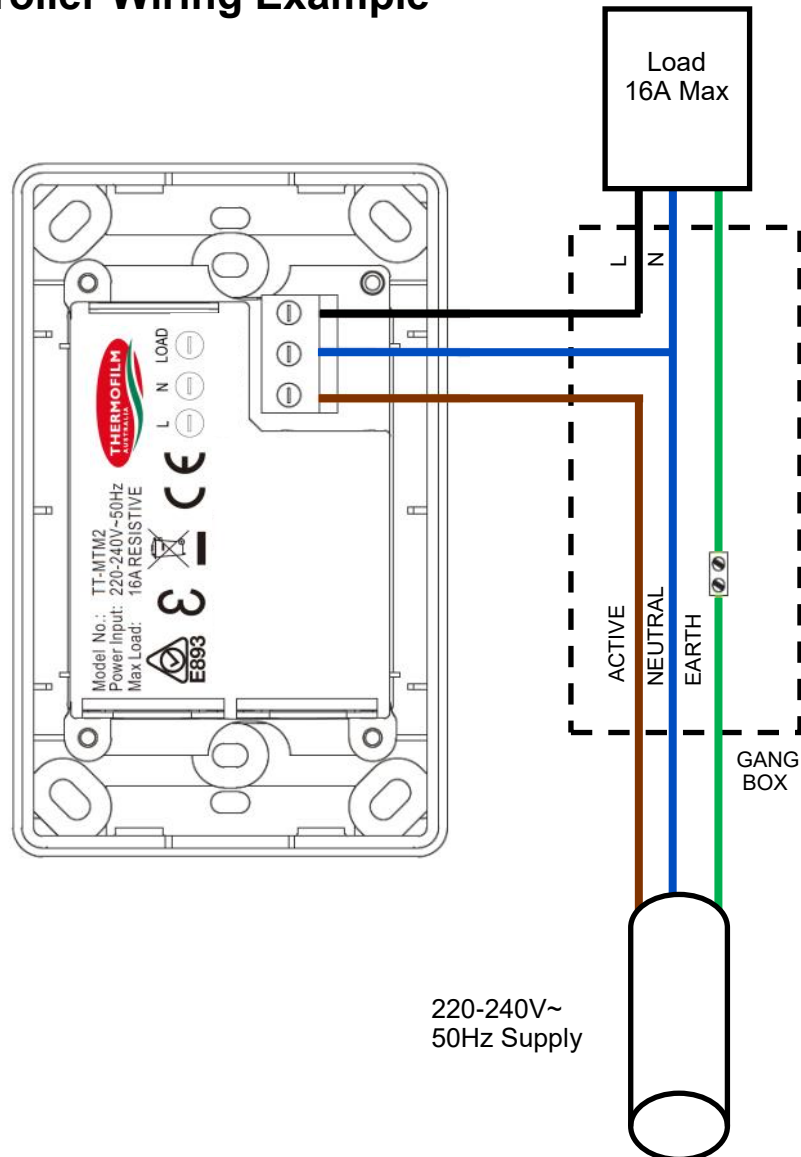 Wiring Example
Load
16A Max
L
N
THERMOFILM
AUSTRALIA
L N LOAD
Model No.: TT-MTM2
Power Input: 220-240V~50Hz
Max Load: 16A RESISTIVE
CE
E893
ACTIVE
NEUTRAL
EARTH
GANG
BOX
220-240V~
50Hz Supply